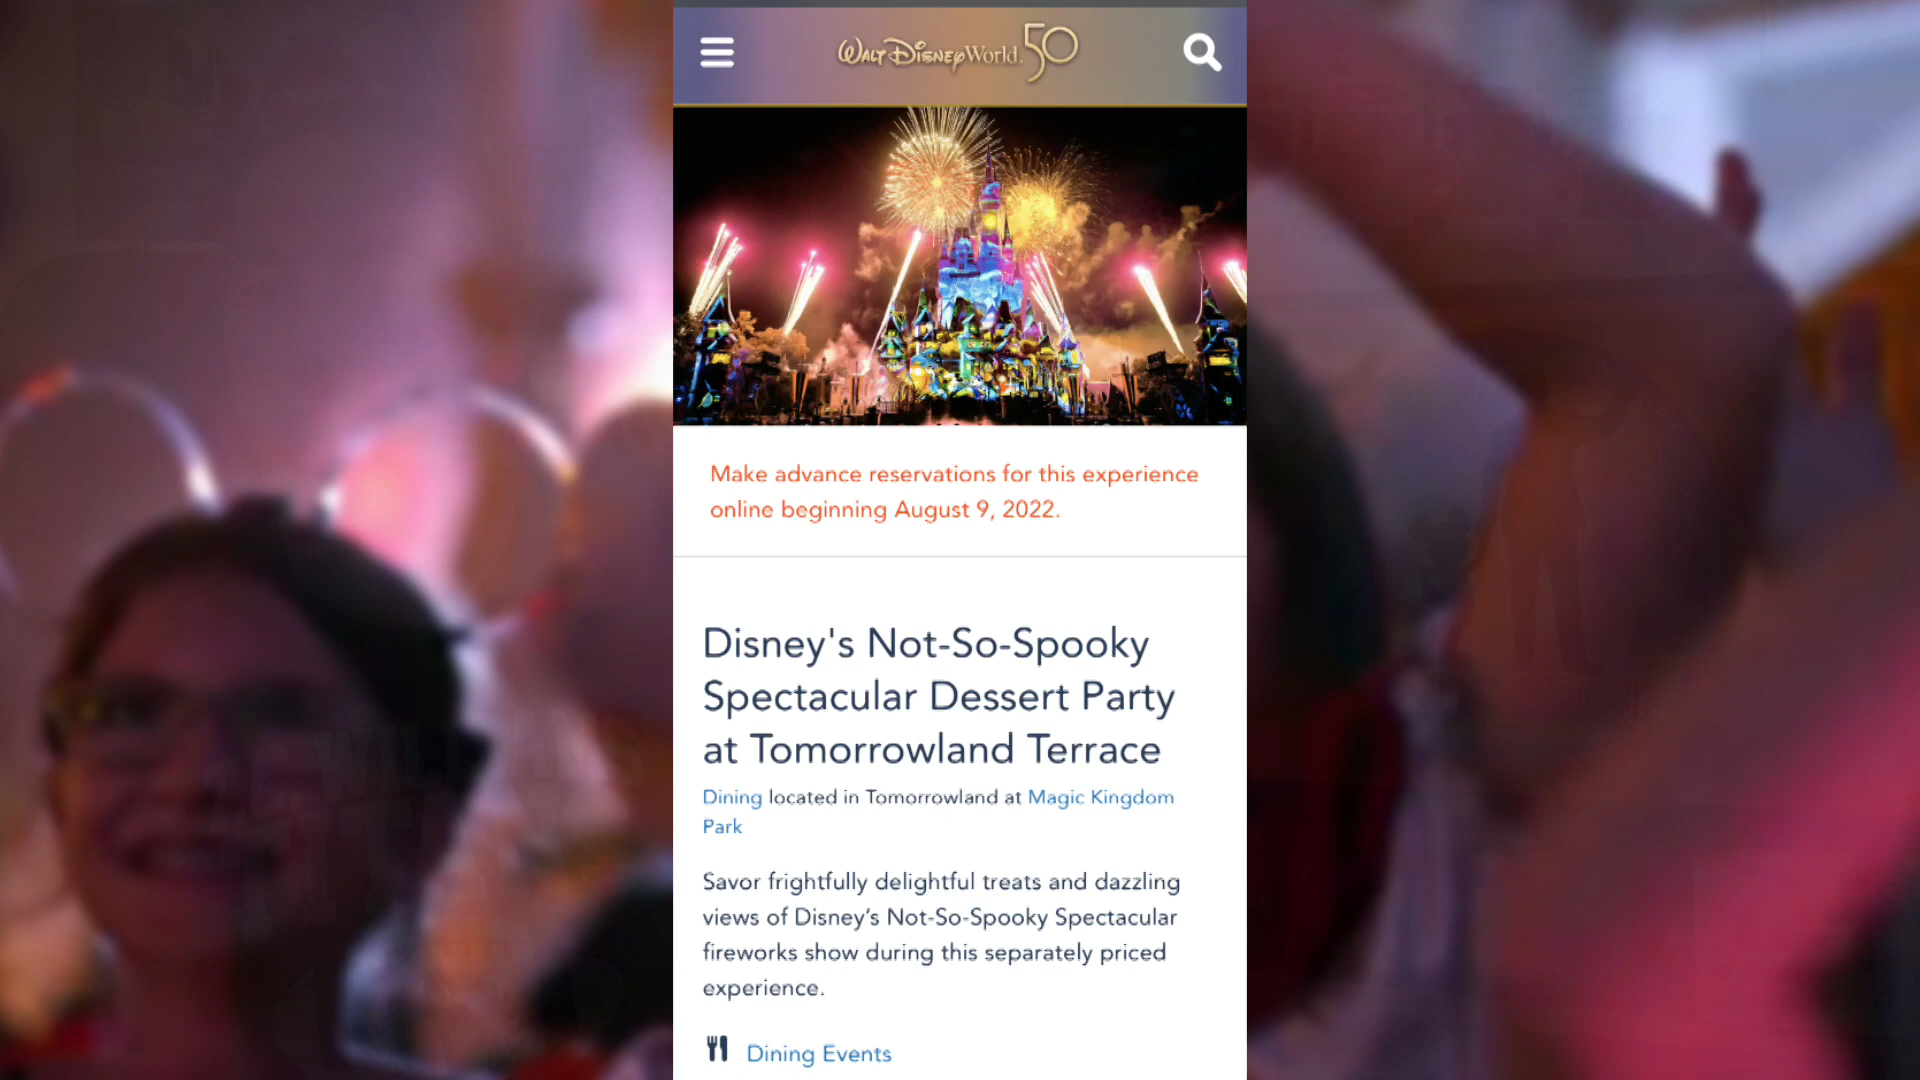 Walt Disney World. 50
Make advance reservations for this experience
online beginning August 9, 2022.
Disney's Not-So-Spooky
Spectacular Dessert Party
at Tomorrowland Terrace
Dining located in Tomorrowland at Magic Kingdom
Park
Savor frightfully delightful treats and dazzling
views of Disney’s Not-So-Spooky Spectacular
fireworks show during this separately priced
experience.
Dining Events